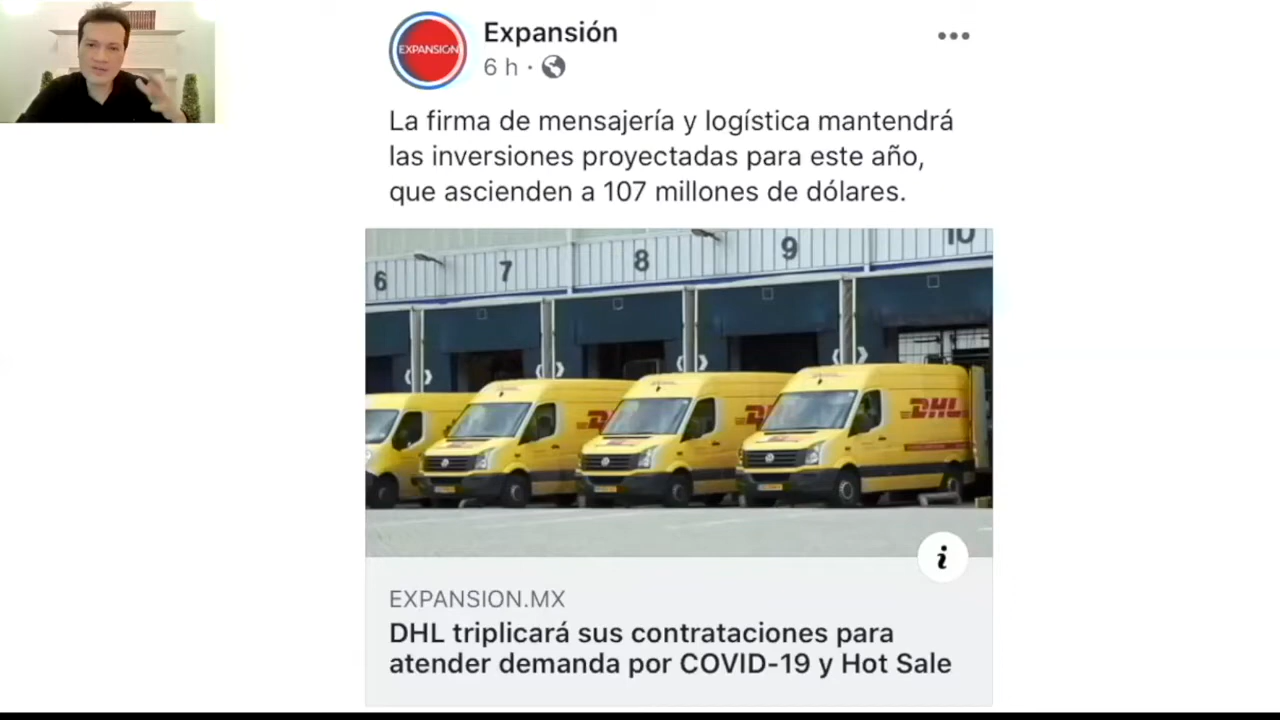 EXPANSIÓN
Expansión
6 h ·
La firma de mensajería y logística mantendrá
las inversiones proyectadas para este año,
que ascienden a 107 millones de dólares.
6 7 8 9 10
DHL
EXPANSION.MX
DHL triplicará sus contrataciones para
atender demanda por COVID-19 y Hot Sale